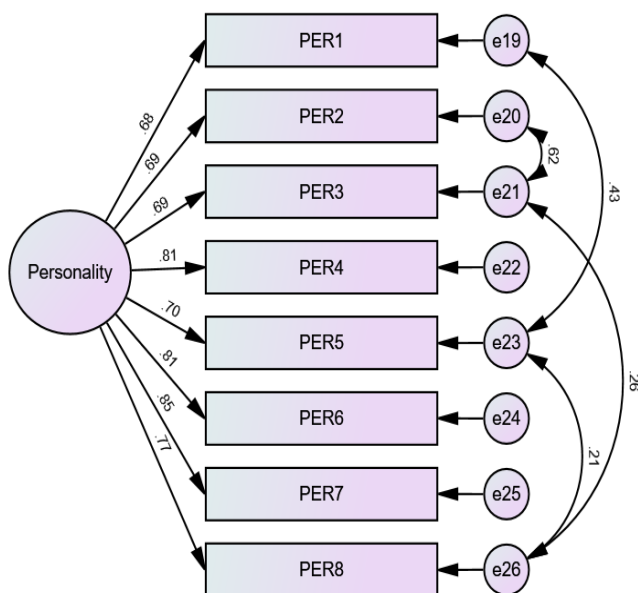 PER1
e19
.68
PER2
e20
.69
.62
PER3
e21
.69
.43
Personality
.81
PER4
e22
.70
PER5
e23
.81
.26
PER6
e24
.85
.21
PER7
e25
.77
PER8
e26